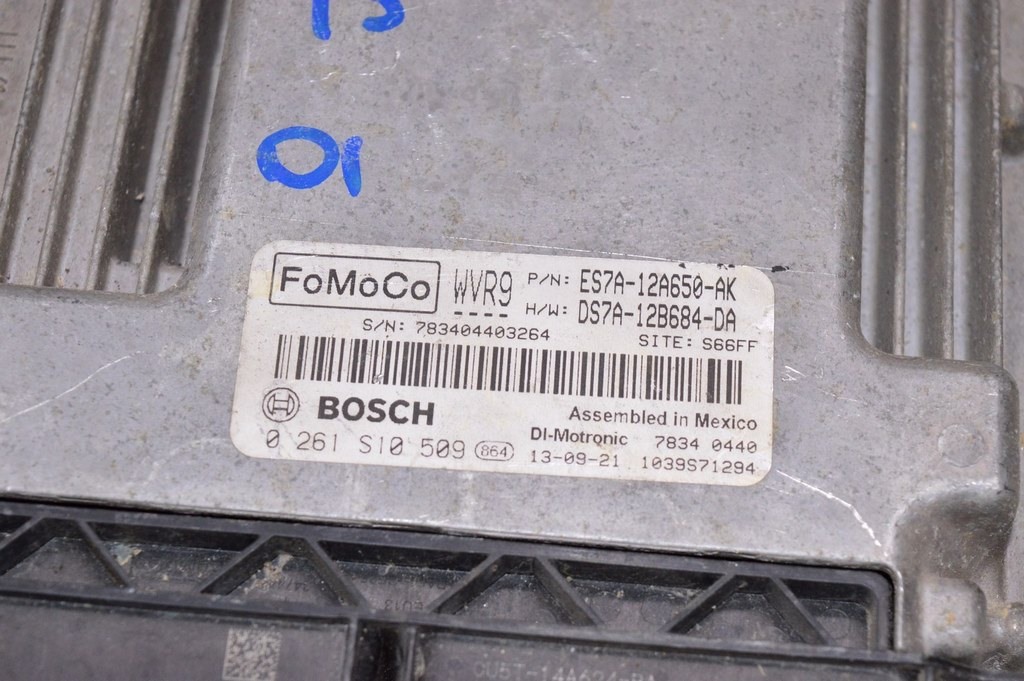 15
01
FoMoCo WVR9 P/N: ES7A-12A650-AK
H/W: DS7A-12B684-DA
S/N: 783404403264 SITE: S66FF
BOSCH Assembled in Mexico
DI-Motronic 7834 0440
0 261 S10 509 864 13-09-21 1039S71294